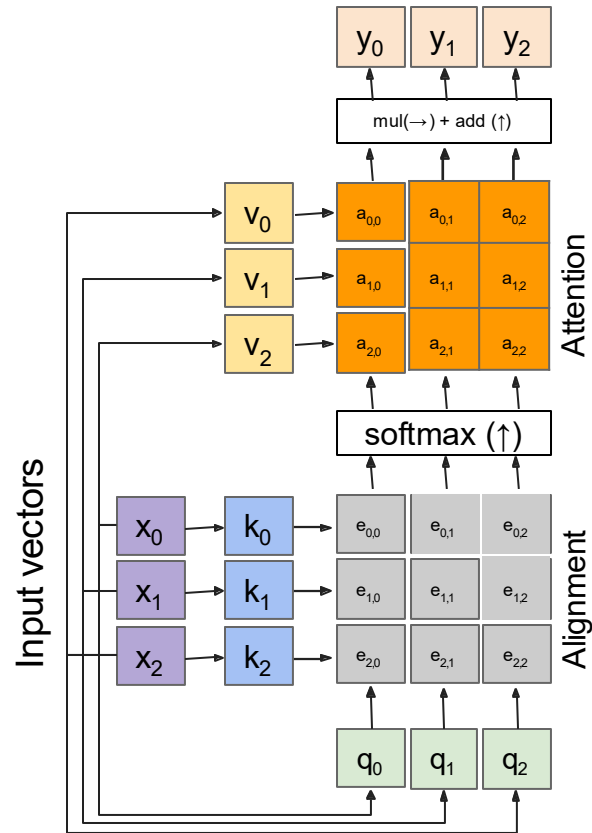 y0 y1 y2
mul(→) + add (↑)
v0 a0,0 a0,1 a0,2
v1 a1,0 a1,1 a1,2
v2 a2,0 a2,1 a2,2
Attention
softmax (↑)
Input vectors
x0 k0 e0,0 e0,1 e0,2
x1 k1 e1,0 e1,1 e1,2
x2 k2 e2,0 e2,1 e2,2
Alignment
q0 q1 q2